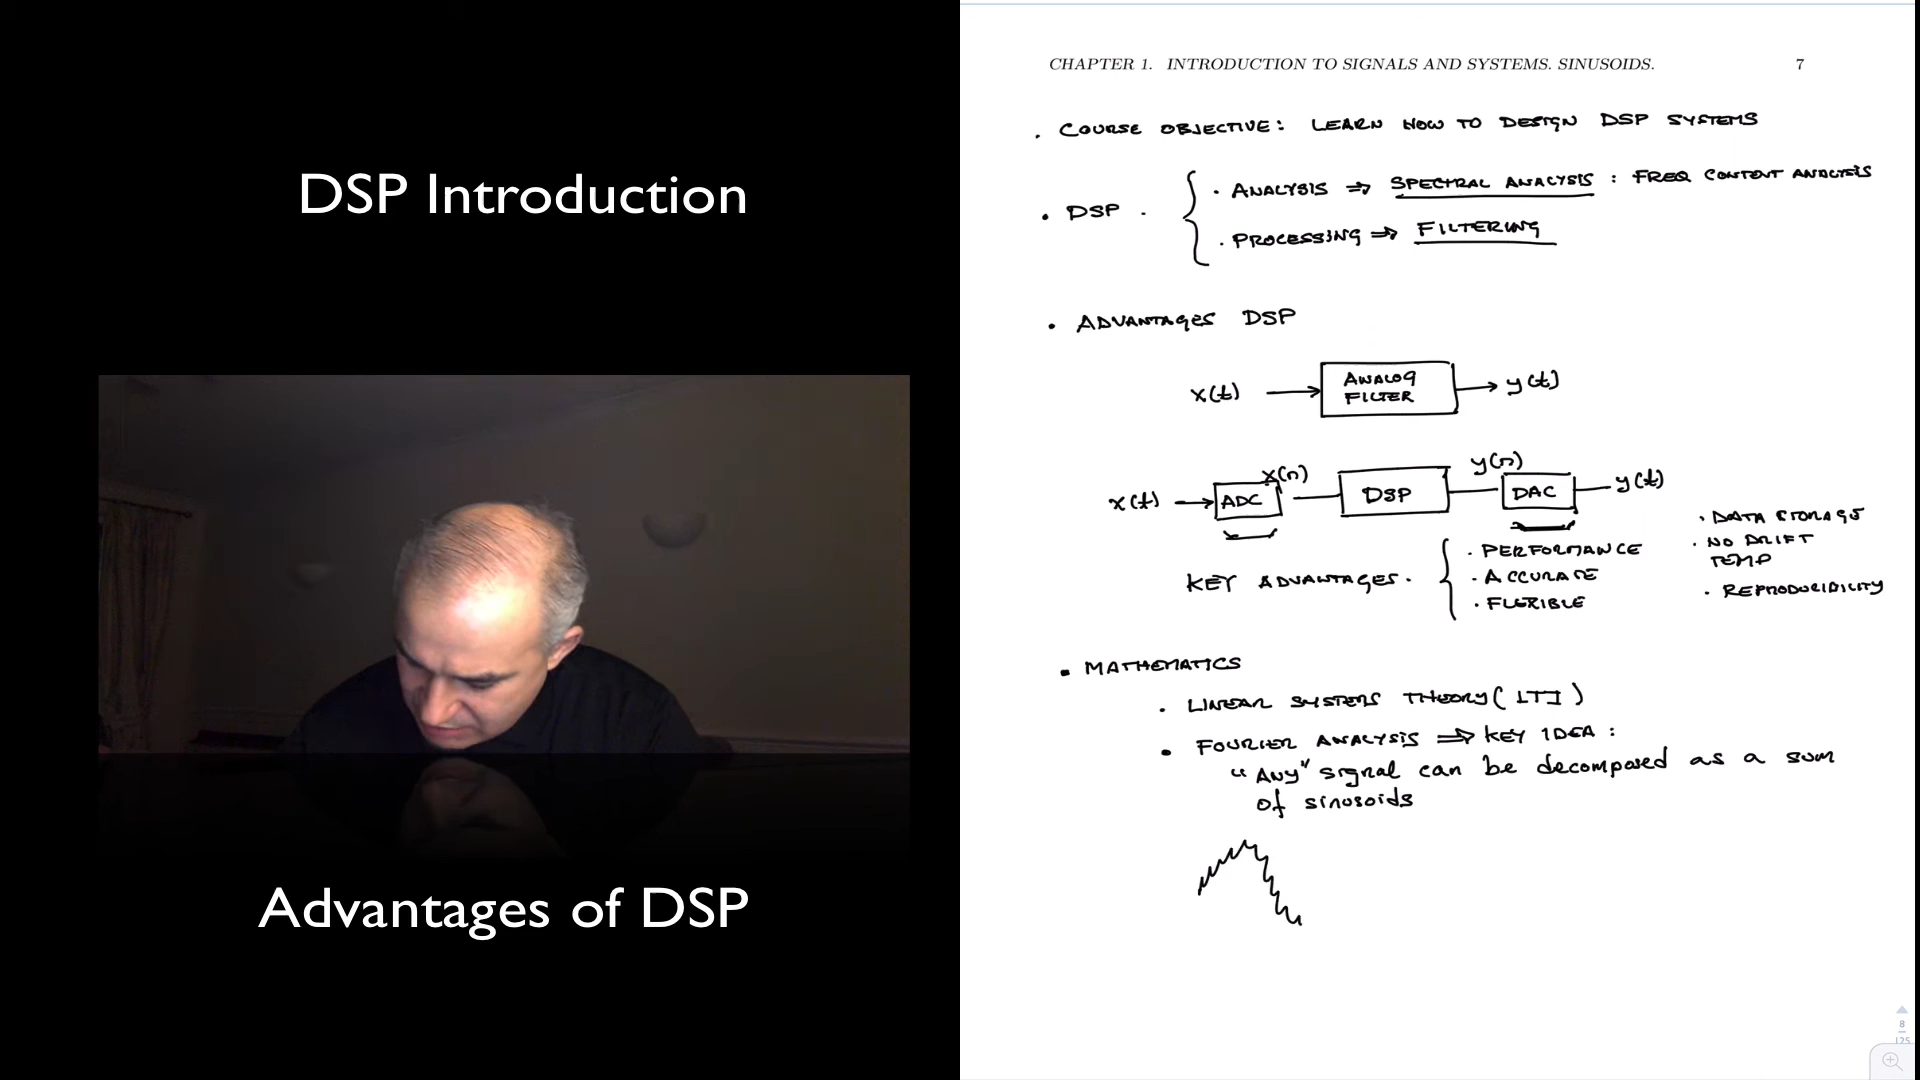 DSP Introduction
Advantages of DSP
CHAPTER 1. INTRODUCTION TO SIGNALS AND SYSTEMS. SINUSOIDS. 7
. COURSE OBJECTIVE: LEARN HOW TO DESIGN DSP SYSTEMS
. ANALYSIS ⇒ SPECTRAL ANALYSIS : FREQ CONTENT ANALYSIS
• DSP .
. PROCESSING ⇒ FILTERING
• ADVANTAGES DSP
x(t) → ANALOG FILTER → y(t)
x(n) y(n)
x(t) → ADC DSP DAC y(t)
KEY ADVANTAGES.
. PERFORMANCE
. ACCURATE
. FLEXIBLE
. DATA STORAGE
. NO DRIFT
TEMP
. REPRODUCIBILITY
• MATHEMATICS
. LINEAR SYSTEMS THEORY (LTI)
• FOURIER ANALYSIS ⇒ KEY IDEA :
"Any" signal can be decomposed as a sum
of sinusoids
8
125